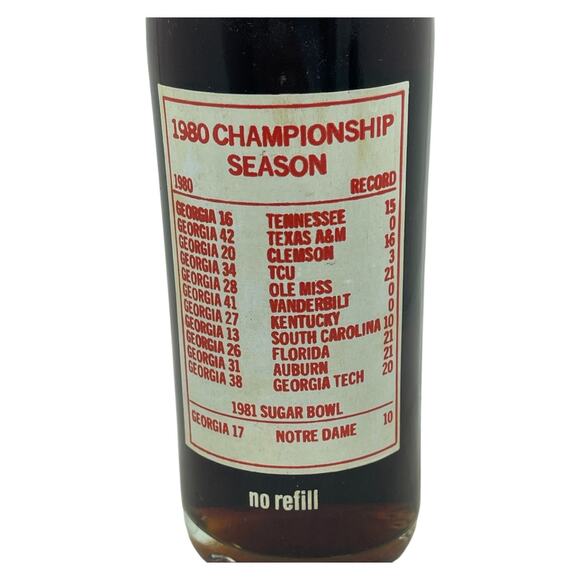 1980 CHAMPIONSHIP
SEASON
1980 RECORD
GEORGIA 16 TENNESSEE 15
GEORGIA 42 TEXAS A&M 0
GEORGIA 20 CLEMSON 16
GEORGIA 34 TCU 3
GEORGIA 28 OLE MISS 21
GEORGIA 41 VANDERBILT 0
GEORGIA 27 KENTUCKY 0
GEORGIA 13 SOUTH CAROLINA 10
GEORGIA 26 FLORIDA 21
GEORGIA 31 AUBURN 21
GEORGIA 38 GEORGIA TECH 20
1981 SUGAR BOWL
GEORGIA 17 NOTRE DAME 10
no refill